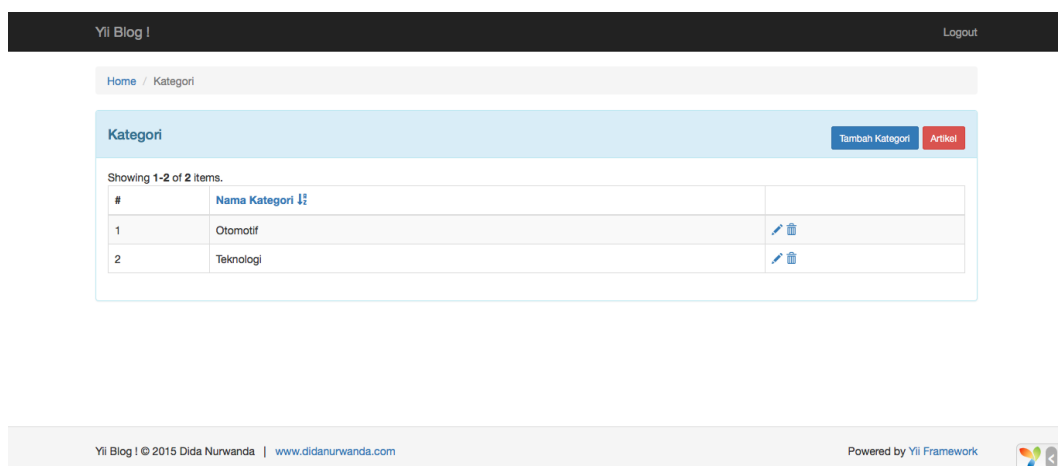 Yii Blog ! Logout
Home / Kategori
Kategori Tambah Kategori Artikel
Showing 1-2 of 2 items.
# Nama Kategori
1 Otomotif
2 Teknologi
Yii Blog ! © 2015 Dida Nurwanda | www.didanurwanda.com Powered by Yii Framework